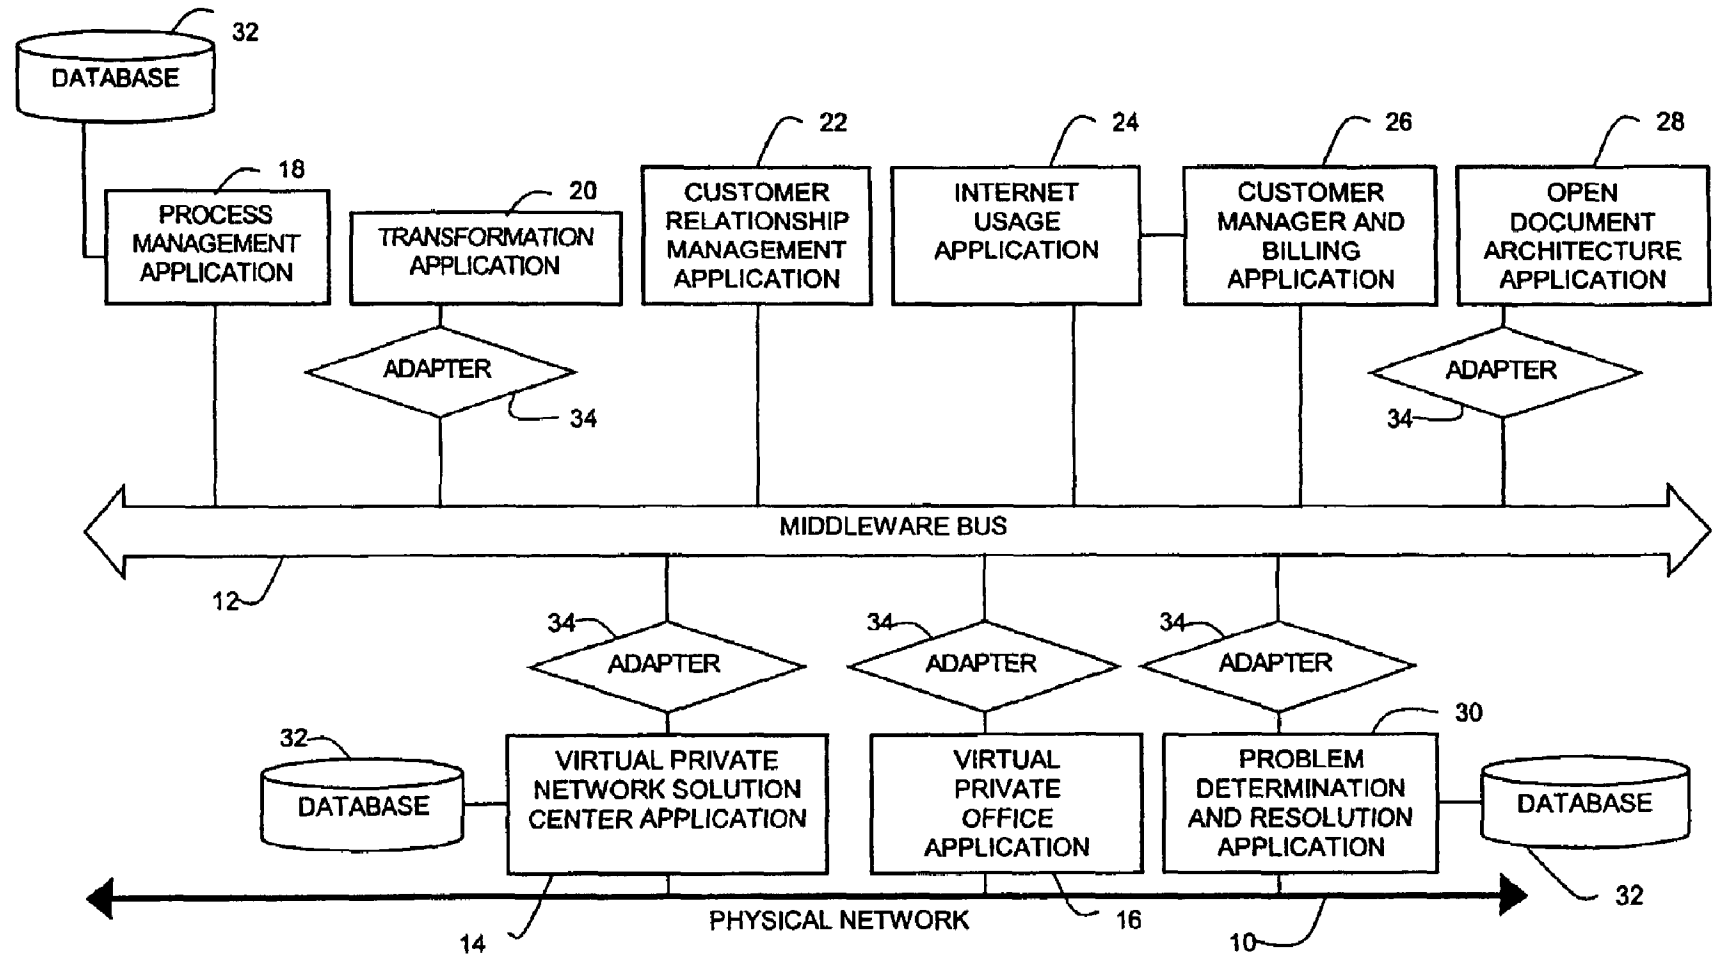 32
DATABASE
22
24
26
28
18
20
PROCESS
MANAGEMENT
APPLICATION
TRANSFORMATION
APPLICATION
CUSTOMER
RELATIONSHIP
MANAGEMENT
APPLICATION
INTERNET
USAGE
APPLICATION
CUSTOMER
MANAGER AND
BILLING
APPLICATION
OPEN
DOCUMENT
ARCHITECTURE
APPLICATION
ADAPTER
34
ADAPTER
34
MIDDLEWARE BUS
12
34
ADAPTER
34
ADAPTER
34
ADAPTER
30
32
DATABASE
VIRTUAL PRIVATE
NETWORK SOLUTION
CENTER APPLICATION
VIRTUAL
PRIVATE
OFFICE
APPLICATION
PROBLEM
DETERMINATION
AND RESOLUTION
APPLICATION
DATABASE
32
PHYSICAL NETWORK
14
16
10